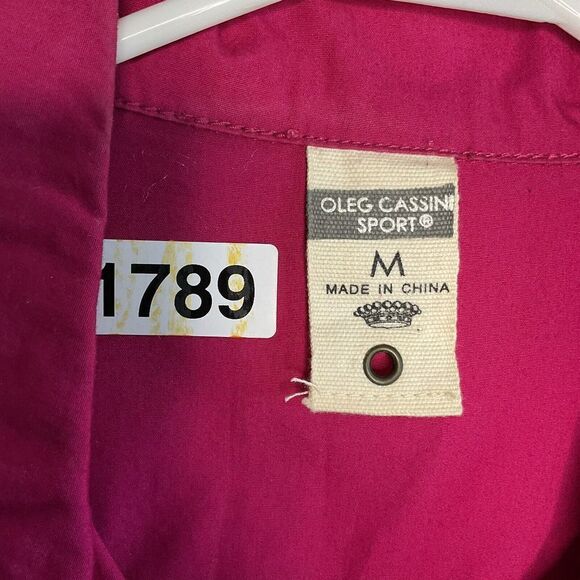 OLEG CASSINI
SPORT®
M
MADE IN CHINA
1789